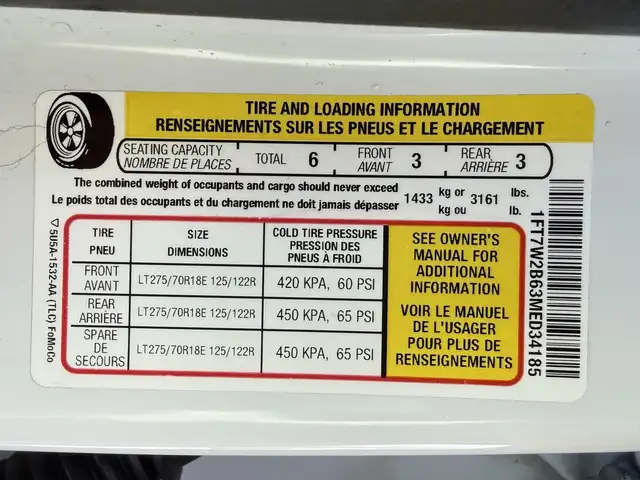 TIRE AND LOADING INFORMATION
RENSEIGNEMENTS SUR LES PNEUS ET LE CHARGEMENT
SEATING CAPACITY
NOMBRE DE PLACES
TOTAL 6
FRONT
AVANT 3
REAR
ARRIÈRE 3
The combined weight of occupants and cargo should never exceed
Le poids total des occupants et du chargement ne doit jamais dépasser
1433 kg or 3161 lbs.
kg ou lb.
TIRE
PNEU
SIZE
DIMENSIONS
COLD TIRE PRESSURE
PRESSION DES
PNEUS À FROID
FRONT
AVANT
LT275/70R18E 125/122R
420 KPA, 60 PSI
REAR
ARRIÈRE
LT275/70R18E 125/122R
450 KPA, 65 PSI
SPARE
DE
SECOURS
LT275/70R18E 125/122R
450 KPA, 65 PSI
SEE OWNER'S
MANUAL FOR
ADDITIONAL
INFORMATION
VOIR LE MANUEL
DE L'USAGER
POUR PLUS DE
RENSEIGNEMENTS
5U5A-1532-AA (TLC) FoMoCo
1FT7W2B63MED34185